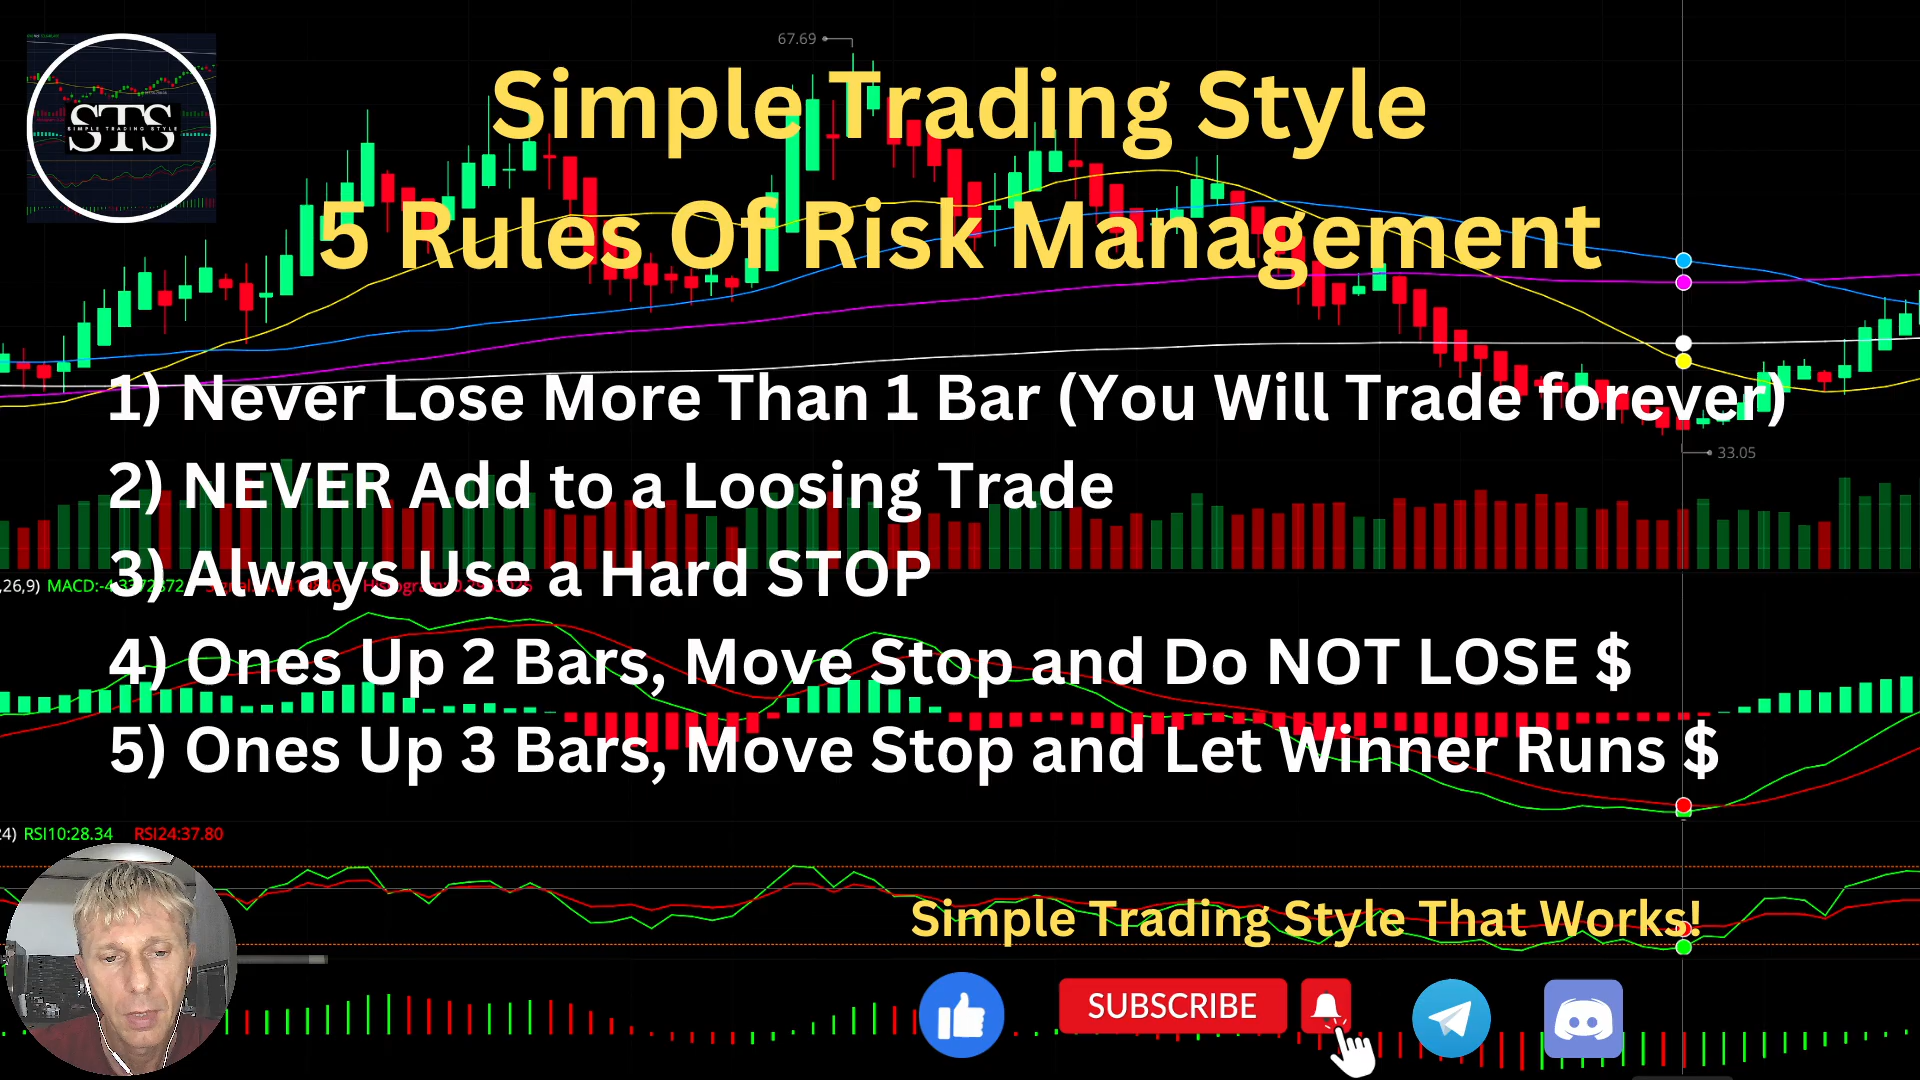 67.69
Simple Trading Style
STS
SIMPLE TRADING STYLE
5 Rules Of Risk Management
1) Never Lose More Than 1 Bar (You Will Trade forever)
33.05
2) NEVER Add to a Loosing Trade
3) Always Use a Hard STOP
,26,9) MACD:-4.3372872
4) Ones Up 2 Bars, Move Stop and Do NOT LOSE $
5) Ones Up 3 Bars, Move Stop and Let Winner Runs $
24) RSI10:28.34 RSI24:37.80
Simple Trading Style That Works!
SUBSCRIBE